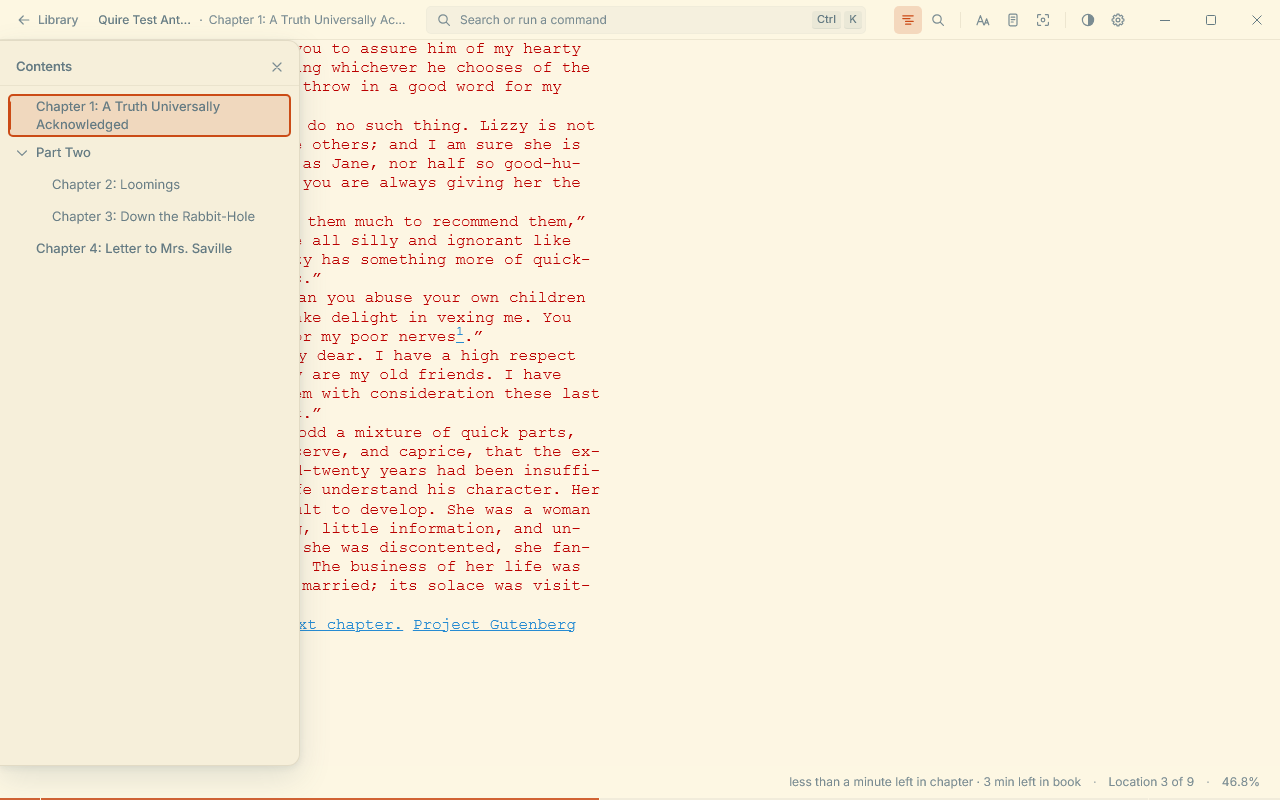 Library
Quire Test Ant... · Chapter 1: A Truth Universally Ac...
Search or run a command
Ctrl K
Contents
Chapter 1: A Truth Universally
Acknowledged
Part Two
Chapter 2: Loomings
Chapter 3: Down the Rabbit-Hole
Chapter 4: Letter to Mrs. Saville
you to assure him of my hearty
whichever he chooses of the
throw in a good word for my
do no such thing. Lizzy is not
others; and I am sure she is
as Jane, nor half so good-hu-
you are always giving her the
them much to recommend them,”
all silly and ignorant like
has something more of quick-
.”
you abuse your own children
delight in vexing me. You
my poor nerves1.”
dear. I have a high respect
are my old friends. I have
with consideration these last
.”
odd a mixture of quick parts,
and caprice, that the ex-
-twenty years had been insuffi-
understand his character. Her
to develop. She was a woman
, little information, and un-
she was discontented, she fan-
The business of her life was
married; its solace was visit-
chapter. Project Gutenberg
less than a minute left in chapter · 3 min left in book · Location 3 of 9 · 46.8%